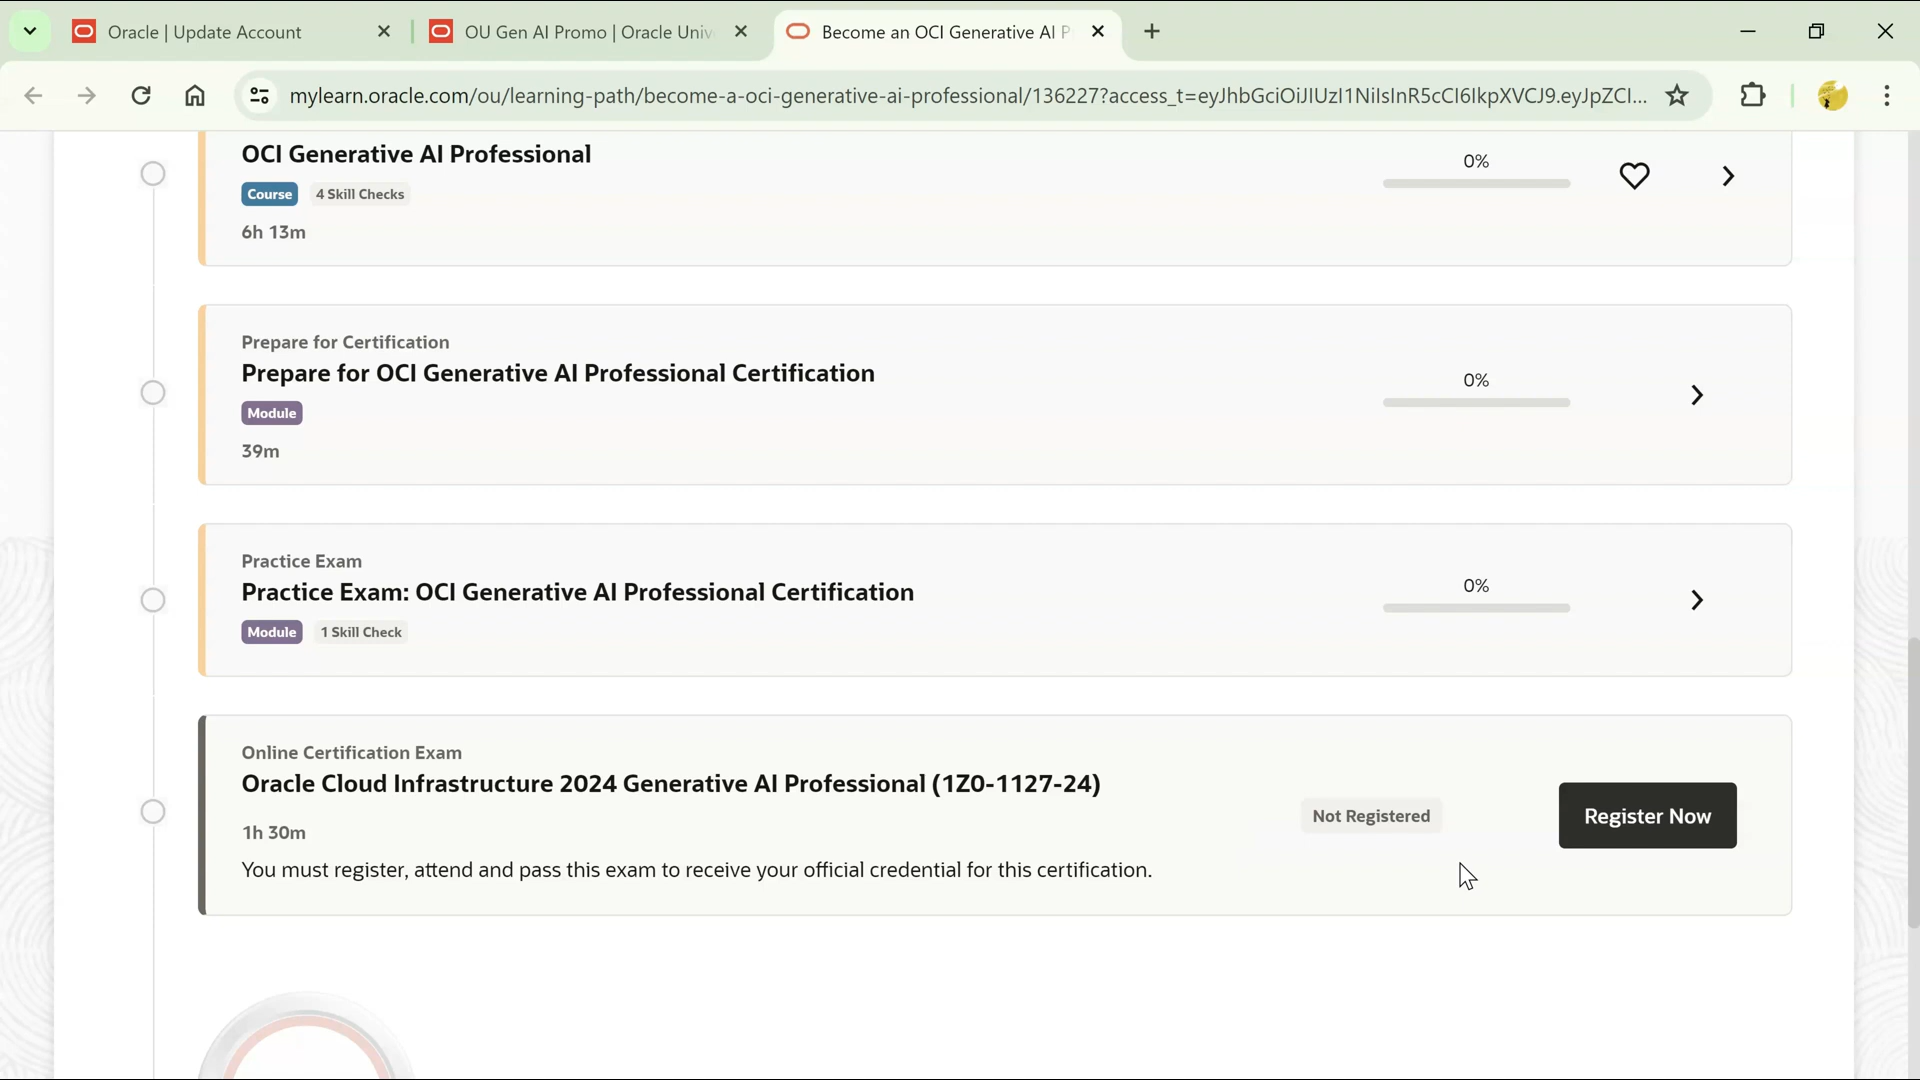 Oracle | Update Account
OU Gen AI Promo | Oracle Univ
Become an OCI Generative AI P
mylearn.oracle.com/ou/learning-path/become-a-oci-generative-ai-professional/136227?access_t=eyJhbGciOiJIUzI1NiIsInR5cCI6IkpXVCJ9.eyJpZCI...
OCI Generative AI Professional
0%
Course 4 Skill Checks
6h 13m
Prepare for Certification
Prepare for OCI Generative AI Professional Certification
0%
Module
39m
Practice Exam
Practice Exam: OCI Generative AI Professional Certification
0%
Module 1 Skill Check
Online Certification Exam
Oracle Cloud Infrastructure 2024 Generative AI Professional (1Z0-1127-24)
Not Registered
Register Now
1h 30m
You must register, attend and pass this exam to receive your official credential for this certification.